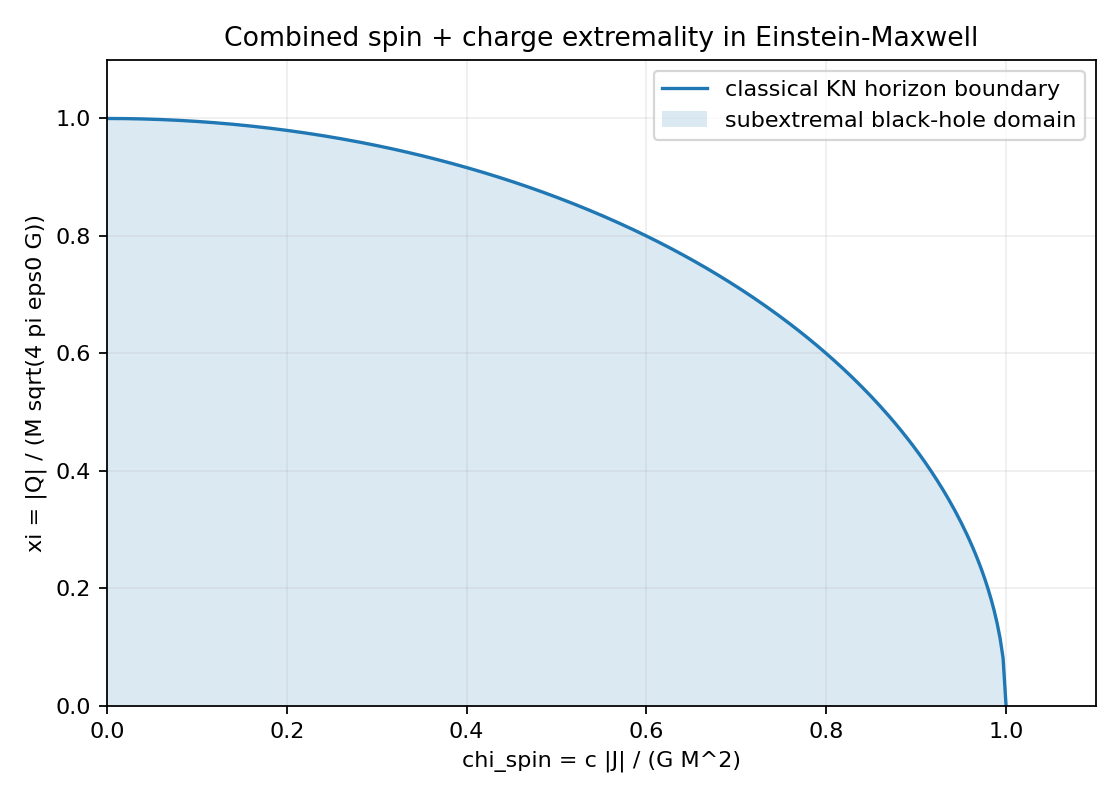 Combined spin + charge extremality in Einstein-Maxwell
classical KN horizon boundary
subextremal black-hole domain
xi = |Q| / (M sqrt(4 pi eps0 G))
1.0
0.8
0.6
0.4
0.2
0.0
0.0 0.2 0.4 0.6 0.8 1.0
chi_spin = c |J| / (G M^2)